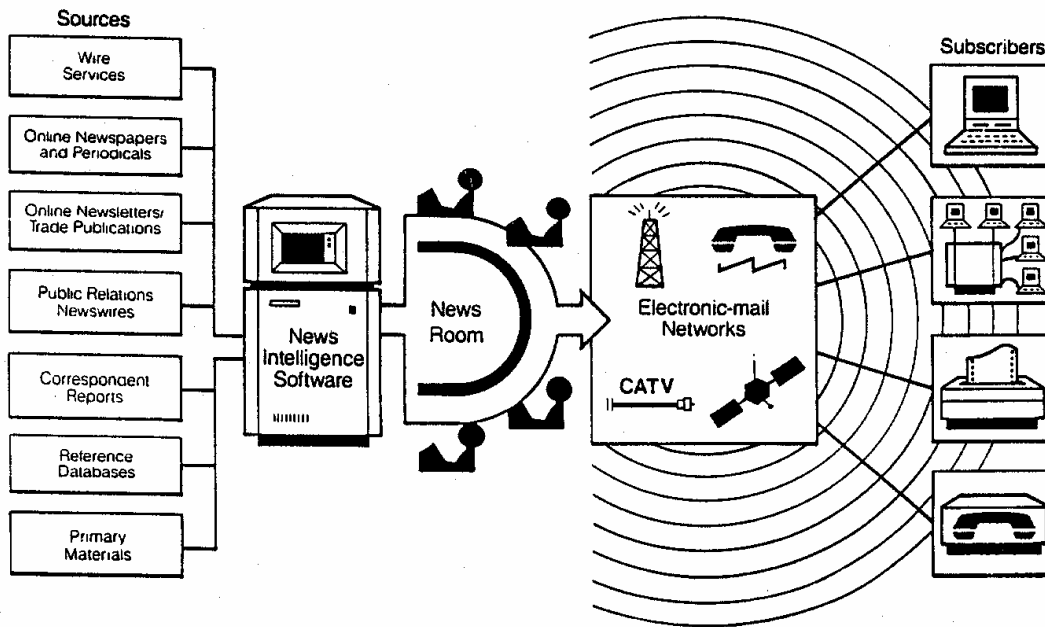 Sources
Wire
Services
Online Newspapers
and Periodicals
Online Newsletters/
Trade Publications
Public Relations
Newswires
Correspondent
Reports
Reference
Databases
Primary
Materials
News
Intelligence
Software
News
Room
Electronic-mail
Networks
CATV
Subscribers